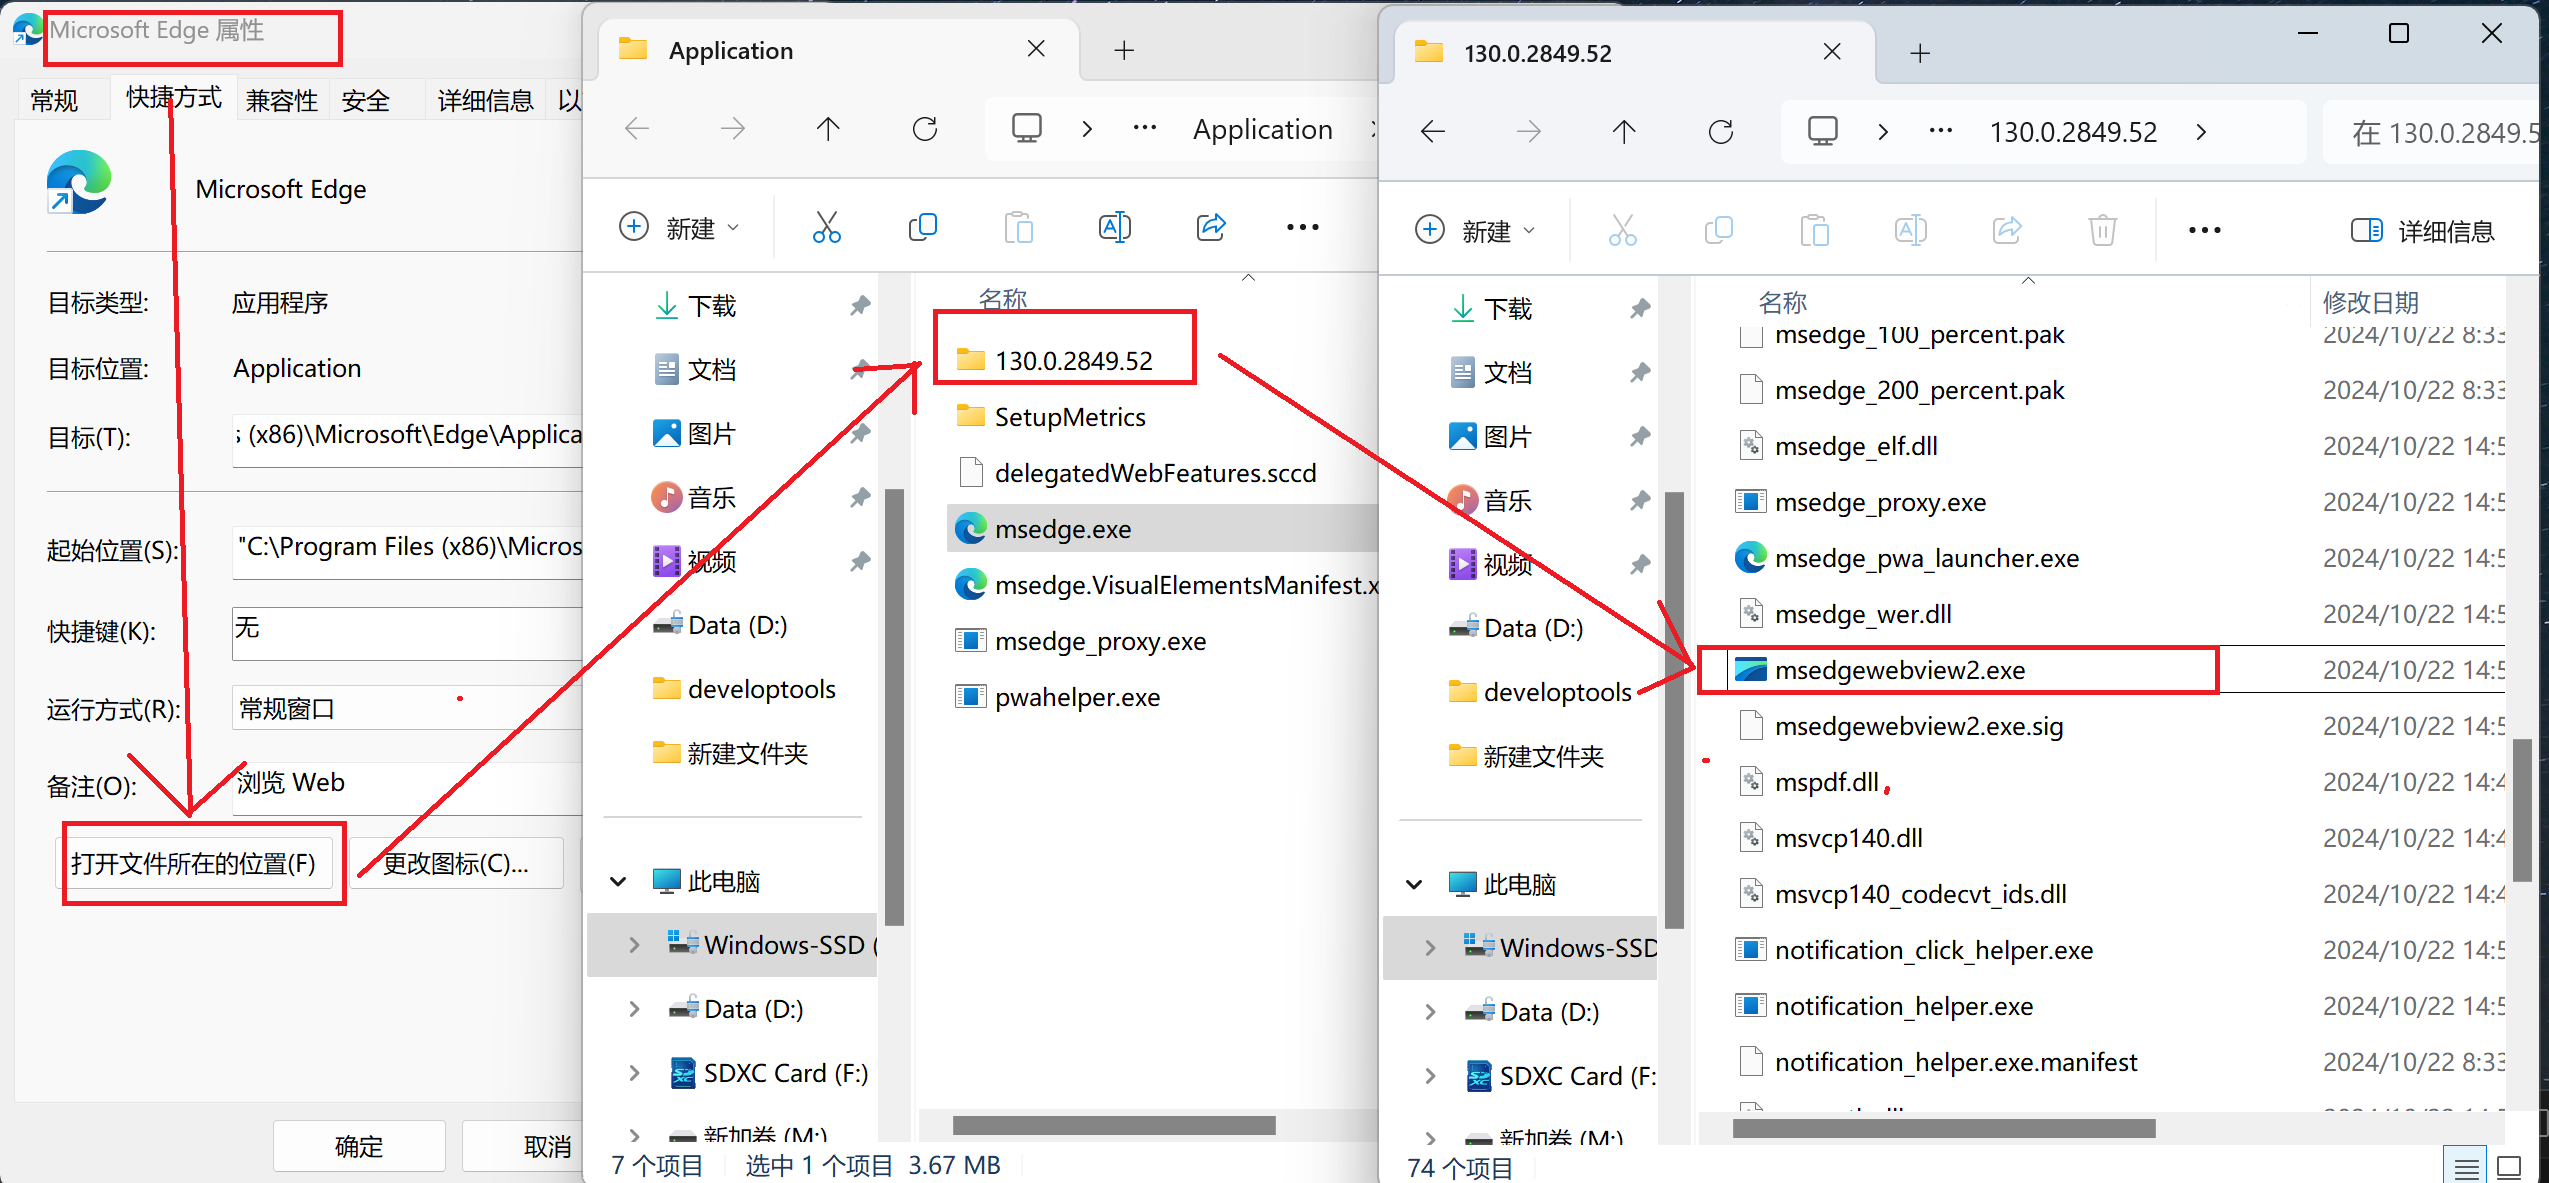 Microsoft Edge 属性
常规
快捷方式
兼容性
安全
详细信息
以
Microsoft Edge
目标类型:
应用程序
目标位置:
Application
目标(T):
s (x86)\Microsoft\Edge\Applica
起始位置(S):
"C:\Program Files (x86)\Micros
快捷键(K):
无
运行方式(R):
常规窗口
备注(O):
浏览 Web
打开文件所在的位置(F)
更改图标(C)...
确定
取消
Application
Application
新建
名称
下载
文档
图片
音乐
视频
Data (D:)
developtools
新建文件夹
此电脑
Windows-SSD (
Data (D:)
SDXC Card (F:)
新加卷 (M:)
130.0.2849.52
SetupMetrics
delegatedWebFeatures.sccd
msedge.exe
msedge.VisualElementsManifest.x
msedge_proxy.exe
pwahelper.exe
7 个项目
选中 1 个项目 3.67 MB
130.0.2849.52
130.0.2849.52
在 130.0.2849.5
新建
详细信息
下载
文档
图片
音乐
视频
Data (D:)
developtools
新建文件夹
此电脑
Windows-SSD
Data (D:)
SDXC Card (F:
新加卷 (M:)
名称
修改日期
msedge_100_percent.pak
2024/10/22 8:33
msedge_200_percent.pak
2024/10/22 8:33
msedge_elf.dll
2024/10/22 14:5
msedge_proxy.exe
2024/10/22 14:5
msedge_pwa_launcher.exe
2024/10/22 14:5
msedge_wer.dll
2024/10/22 14:5
msedgewebview2.exe
2024/10/22 14:5
msedgewebview2.exe.sig
2024/10/22 14:5
mspdf.dll
2024/10/22 14:4
msvcp140.dll
2024/10/22 14:4
msvcp140_codecvt_ids.dll
2024/10/22 14:4
notification_click_helper.exe
2024/10/22 14:5
notification_helper.exe
2024/10/22 14:5
notification_helper.exe.manifest
2024/10/22 8:33
74 个项目